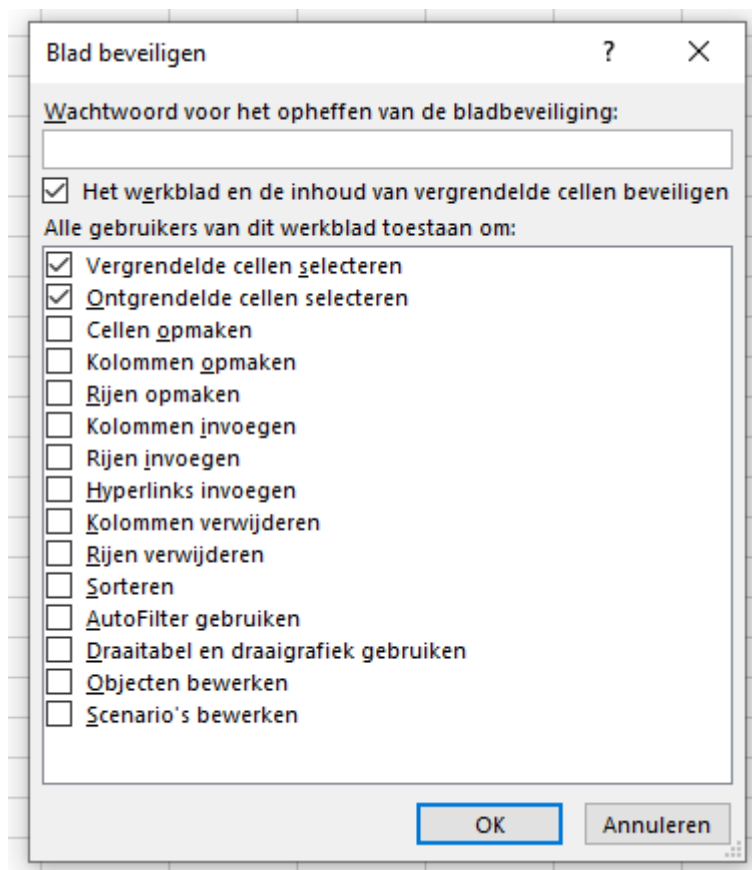 Blad beveiligen
?
Wachtwoord voor het opheffen van de bladbeveiliging:
Het werkblad en de inhoud van vergrendelde cellen beveiligen
Alle gebruikers van dit werkblad toestaan om:
Vergrendelde cellen selecteren
Ontgrendelde cellen selecteren
Cellen opmaken
Kolommen opmaken
Rijen opmaken
Kolommen invoegen
Rijen invoegen
Hyperlinks invoegen
Kolommen verwijderen
Rijen verwijderen
Sorteren
AutoFilter gebruiken
Draaitabel en draaigrafiek gebruiken
Objecten bewerken
Scenario's bewerken
OK Annuleren